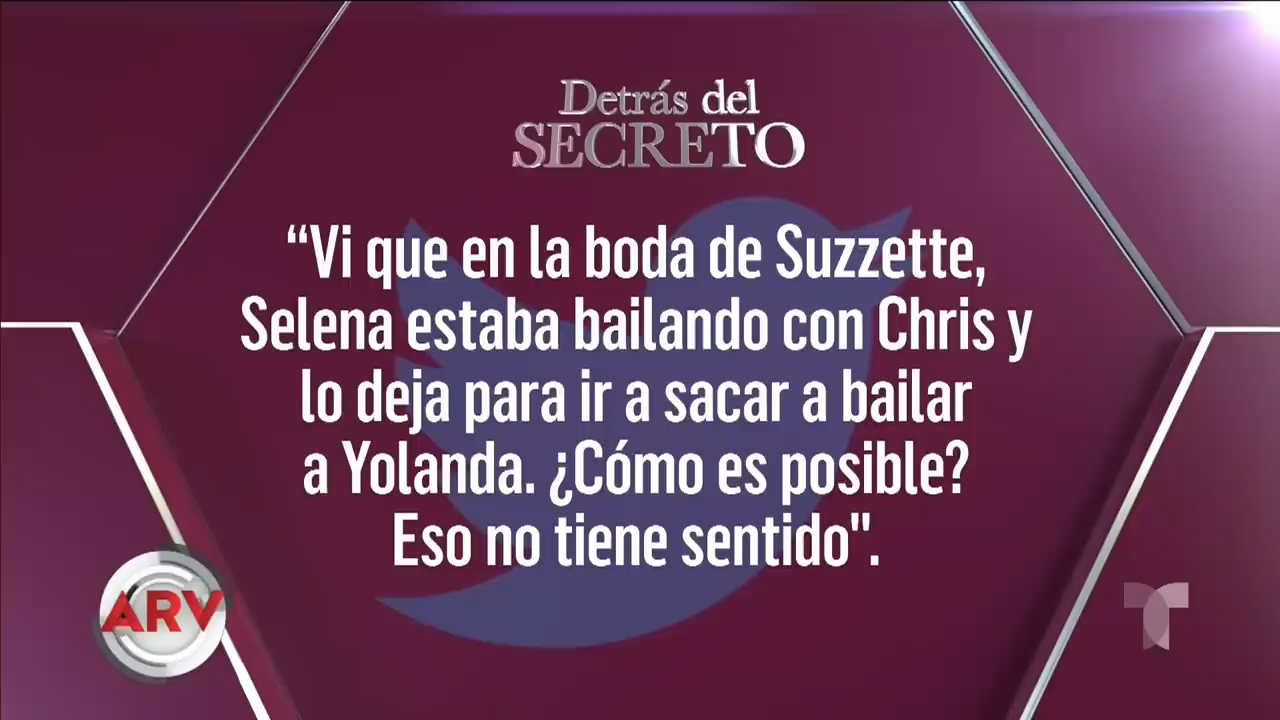 Detrás del
SECRETO
“Vi que en la boda de Suzzette,
Selena estaba bailando con Chris y
lo deja para ir a sacar a bailar
a Yolanda. ¿Cómo es posible?
Eso no tiene sentido".
ARV